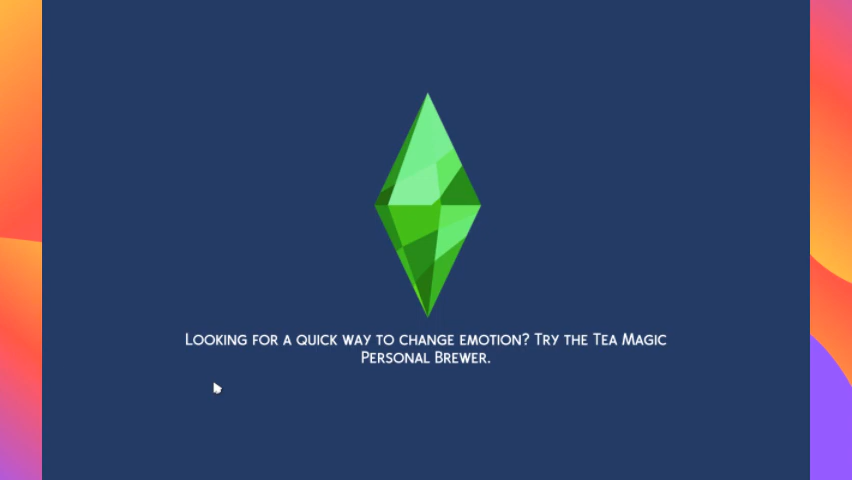 Looking for a quick way to change emotion? Try the Tea Magic
Personal Brewer.